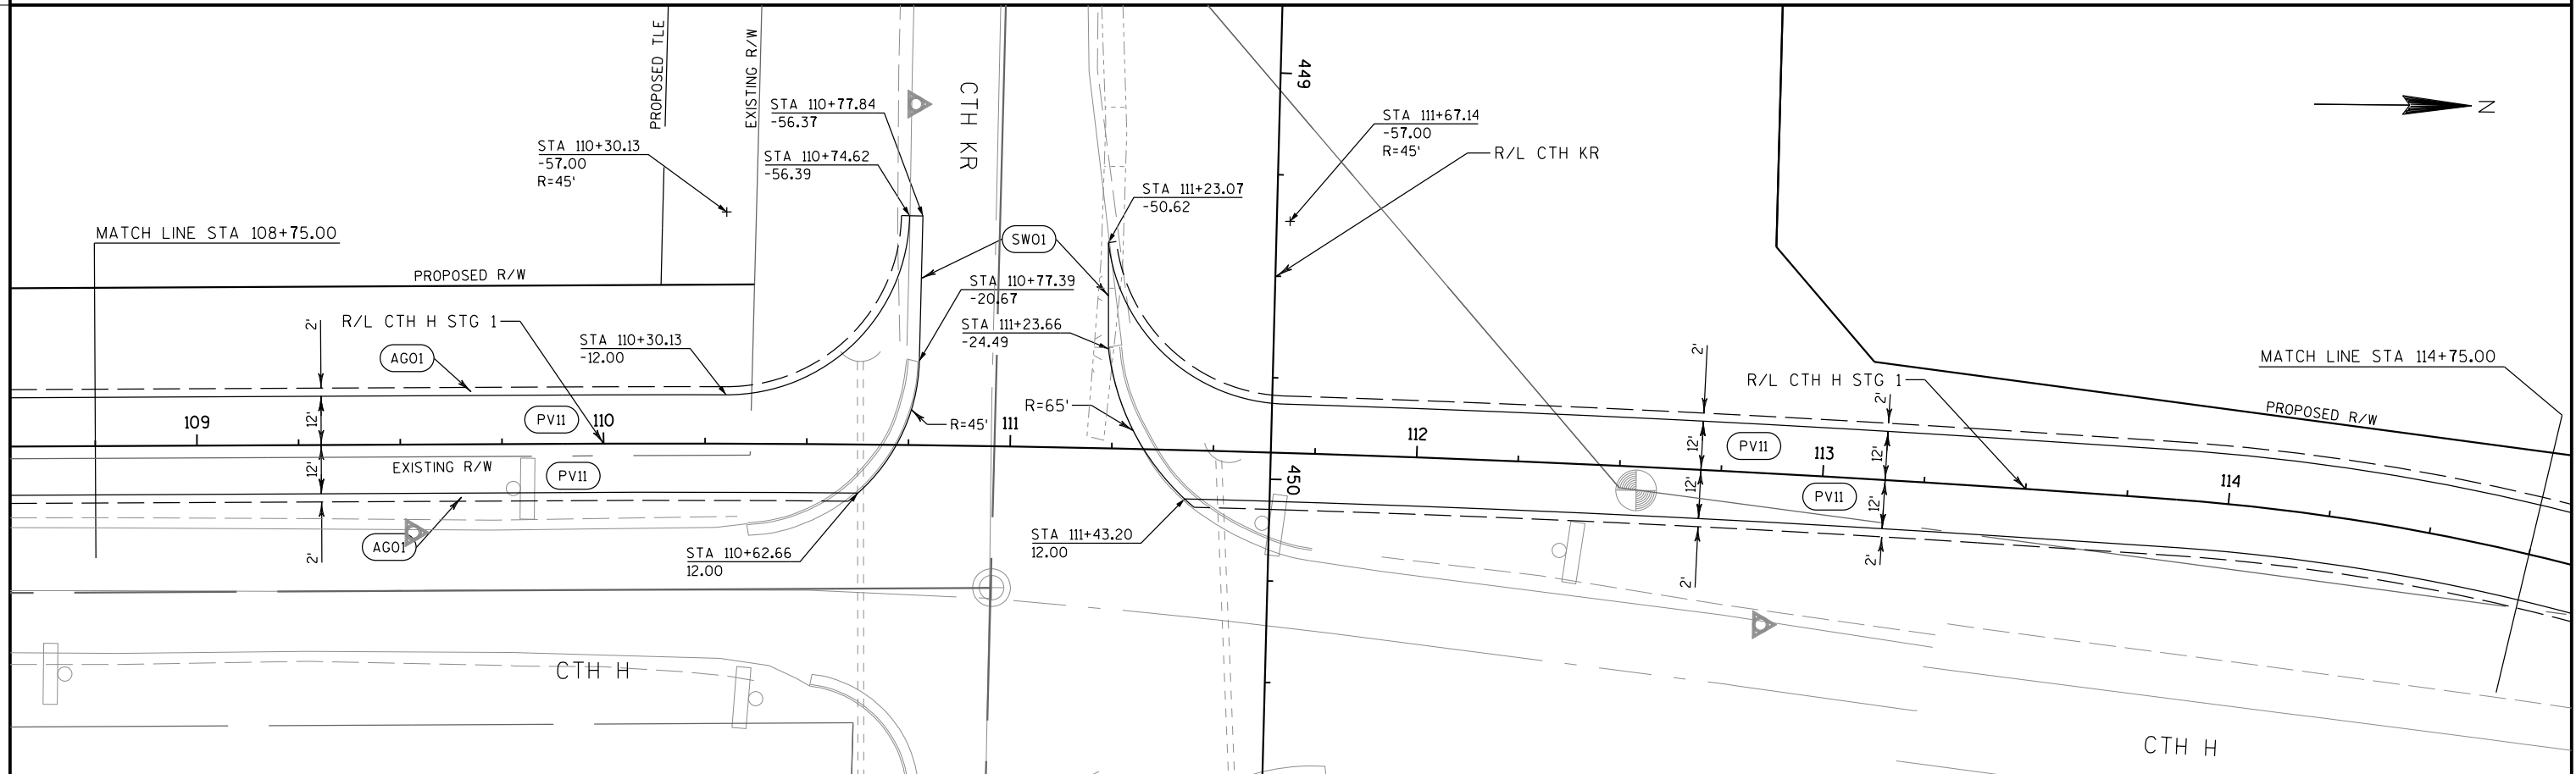 PROPOSED TLE
EXISTING R/W
CTH KR
449
N
STA 110+77.84
-56.37
STA 110+30.13
-57.00
R=45'
STA 110+74.62
-56.39
STA 111+67.14
-57.00
R=45'
R/L CTH KR
STA 111+23.07
-50.62
MATCH LINE STA 108+75.00
SW01
PROPOSED R/W
STA 110+77.39
-20.67
R/L CTH H STG 1
2'
STA 111+23.66
-24.49
STA 110+30.13
-12.00
AG01
2'
MATCH LINE STA 114+75.00
R/L CTH H STG 1
2'
R=65'
PROPOSED R/W
109
12'
PV11
110
R=45'
111
112
12'
PV11
113
12'
EXISTING R/W
12'
PV11
450
12'
PV11
12'
114
AG01
2'
STA 110+62.66
12.00
STA 111+43.20
12.00
2'
2'
CTH H
CTH H